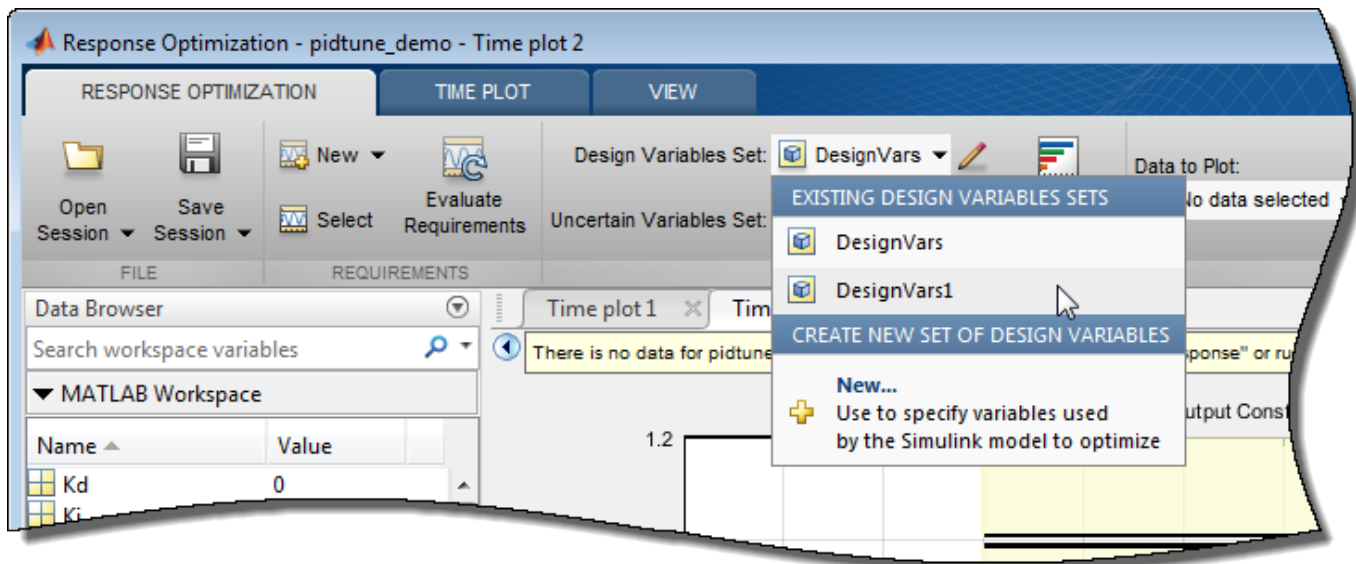 Response Optimization - pidtune_demo - Time plot 2
RESPONSE OPTIMIZATION
TIME PLOT
VIEW
Open
Session
Save
Session
New
Select
Evaluate
Requirements
Design Variables Set:
DesignVars
Uncertain Variables Set:
Data to Plot:
No data selected
FILE
REQUIREMENTS
EXISTING DESIGN VARIABLES SETS
DesignVars
DesignVars1
CREATE NEW SET OF DESIGN VARIABLES
New...
Use to specify variables used
by the Simulink model to optimize
Data Browser
Search workspace variables
MATLAB Workspace
Name
Value
Kd
0
Ki
Time plot 1
Tim
There is no data for pidtune
sponse" or ru
utput Const
1.2